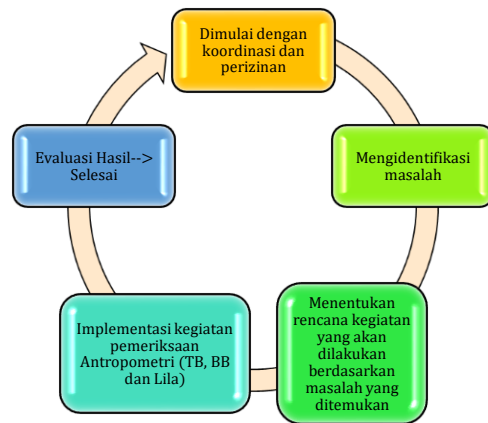 Dimulai dengan
koordinasi dan
perizinan
Mengidentifikasi
masalah
Menentukan
rencana kegiatan
yang akan
dilakukan
berdasarkan
masalah yang
ditemukan
Implementasi kegiatan
pemeriksaan
Antropometri (TB, BB
dan Lila)
Evaluasi Hasil-->
Selesai